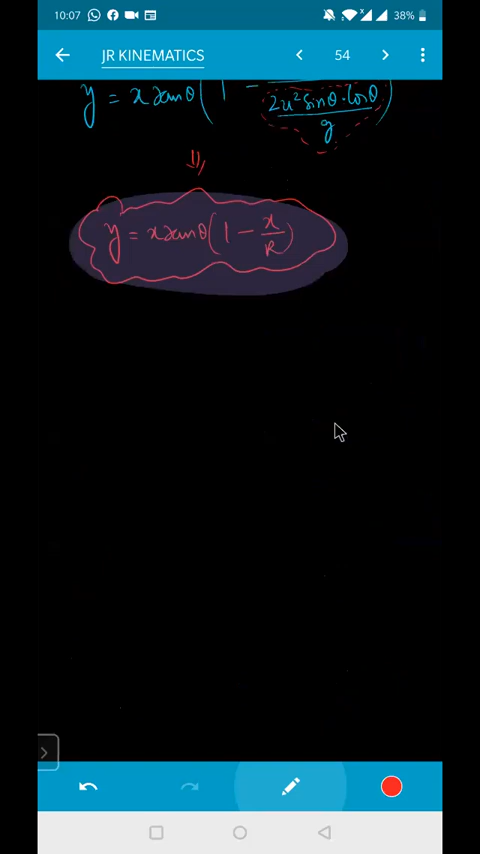 10:07 38%
JR KINEMATICS 54
y = x tanθ ( 1 - 2u² sinθ · cosθ / g )
⇓
y = x tanθ ( 1 - x / R )